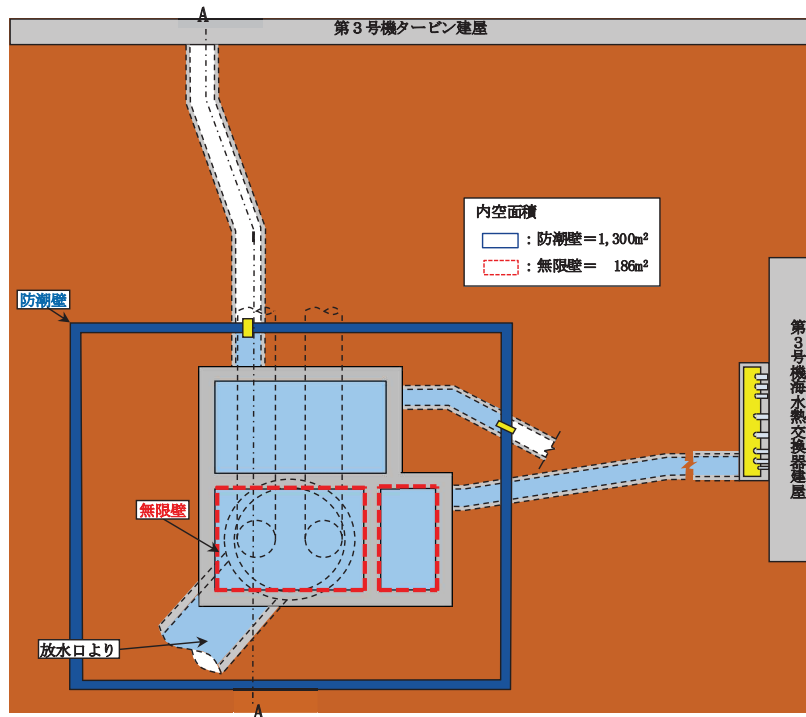 A
第３号機タービン建屋
内空面積
：防潮壁＝1,300m²
：無限壁＝ 186m²
防潮壁
第３号機海水熱交換器建屋
無限壁
放水口より
A